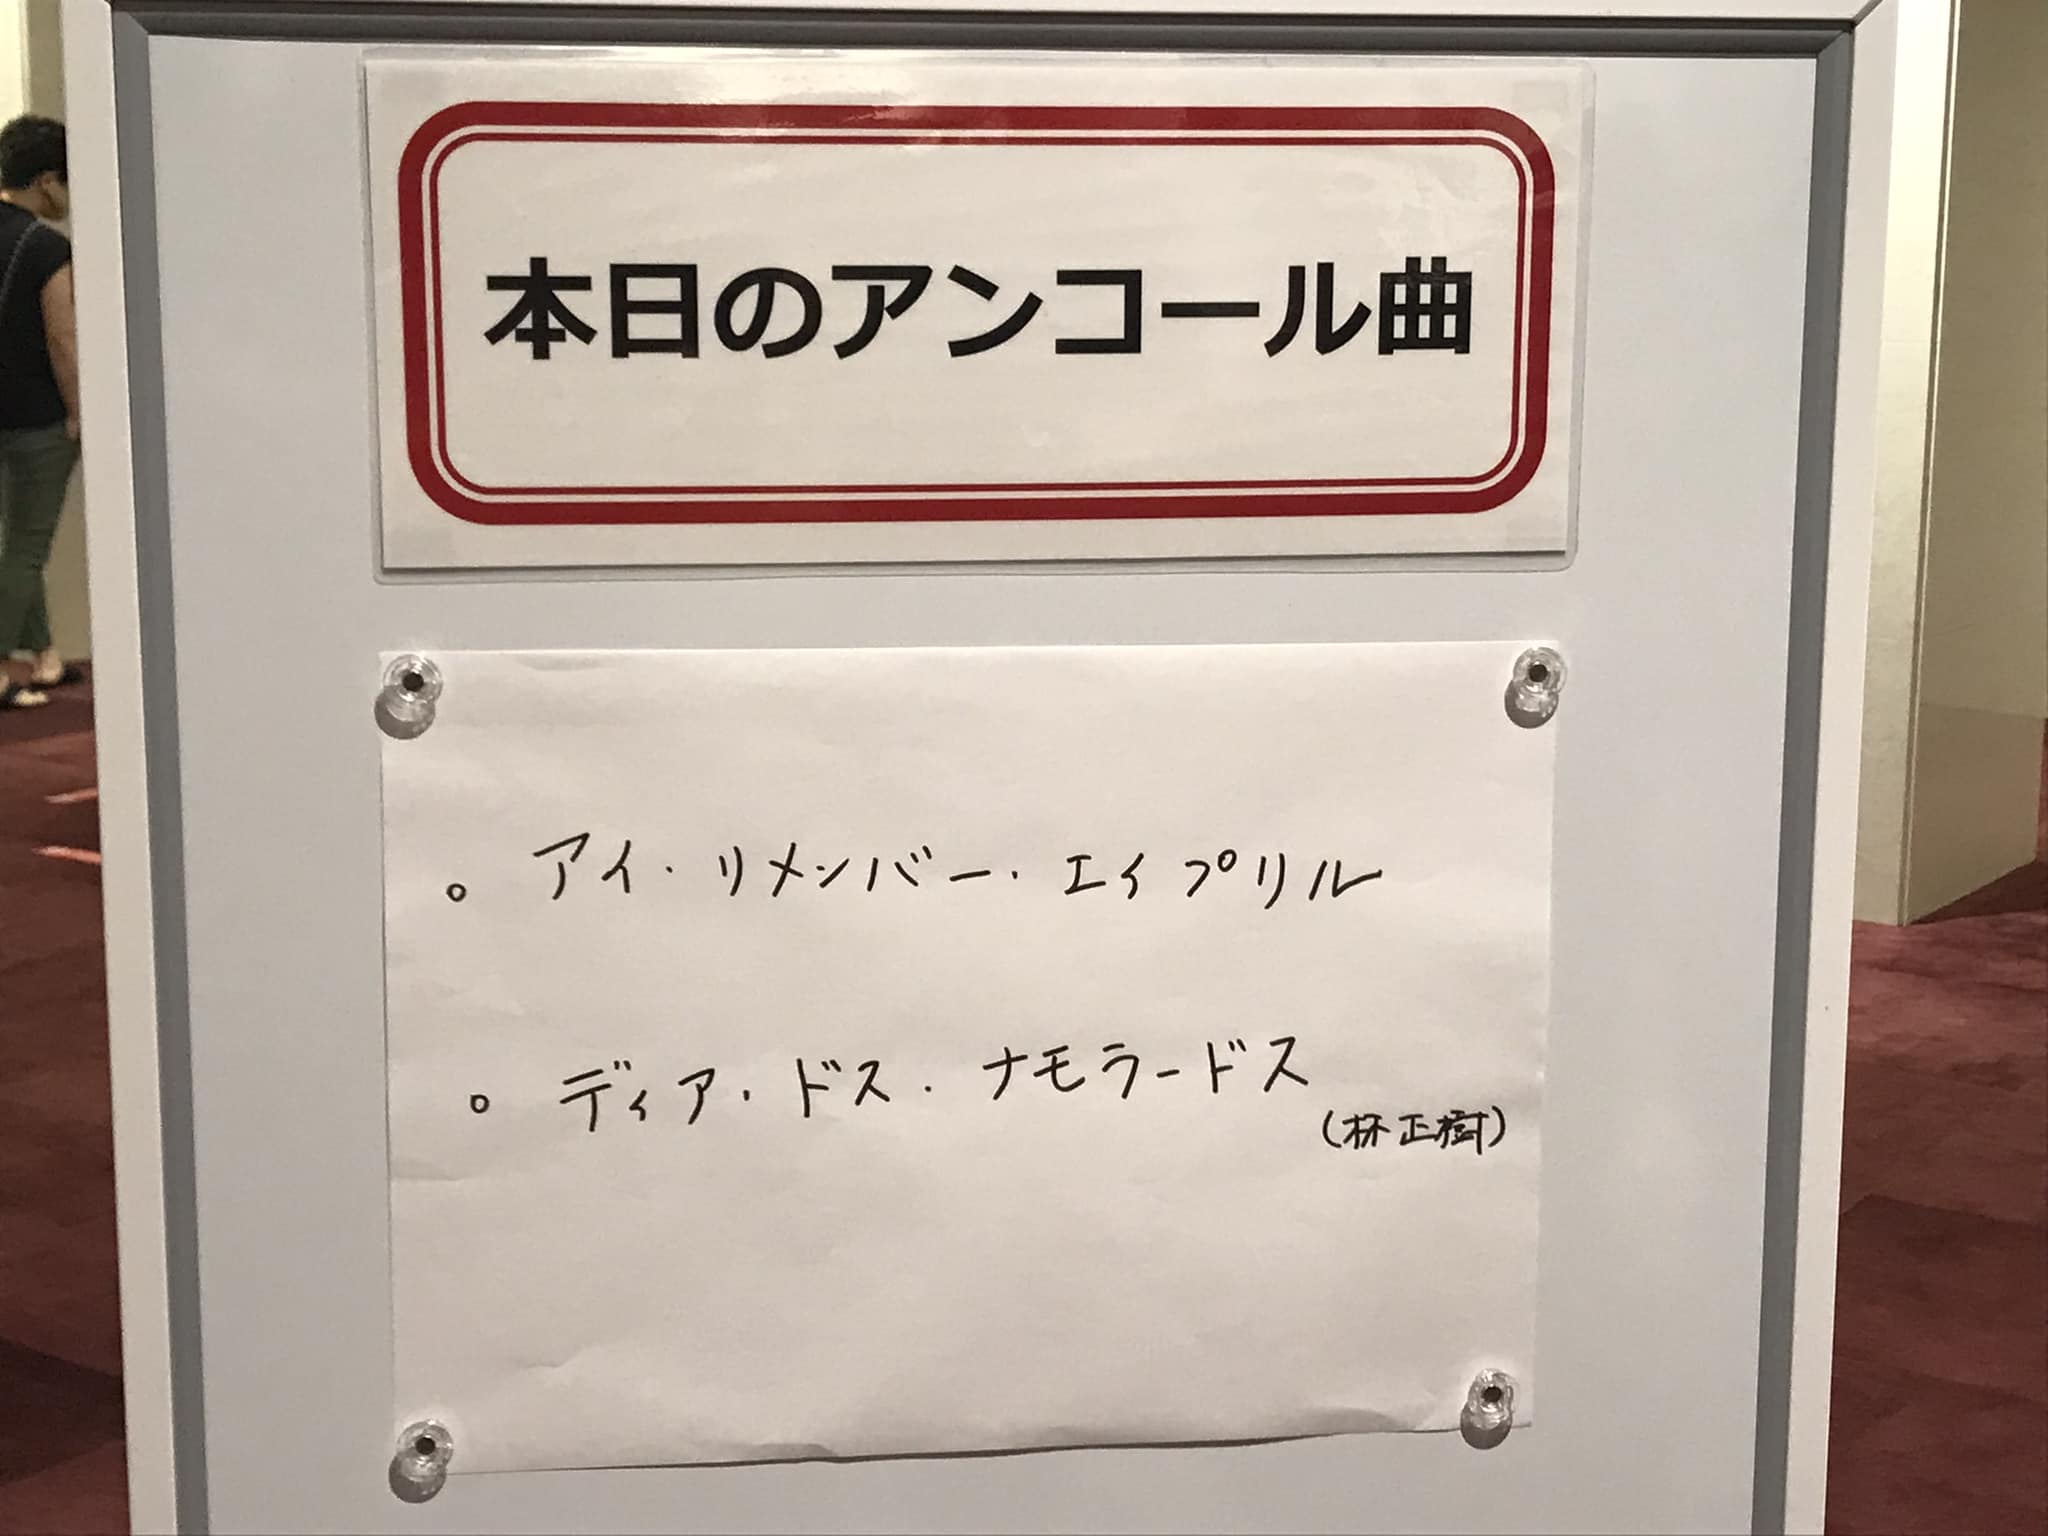 本日のアンコール曲
。アイ・リメンバー・エイプリル
。ディア・ドス・ナモラードス
(林正樹)